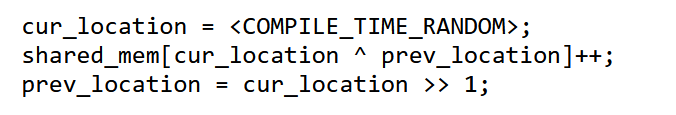 cur_location = <COMPILE_TIME_RANDOM>;
shared_mem[cur_location ^ prev_location]++;
prev_location = cur_location >> 1;